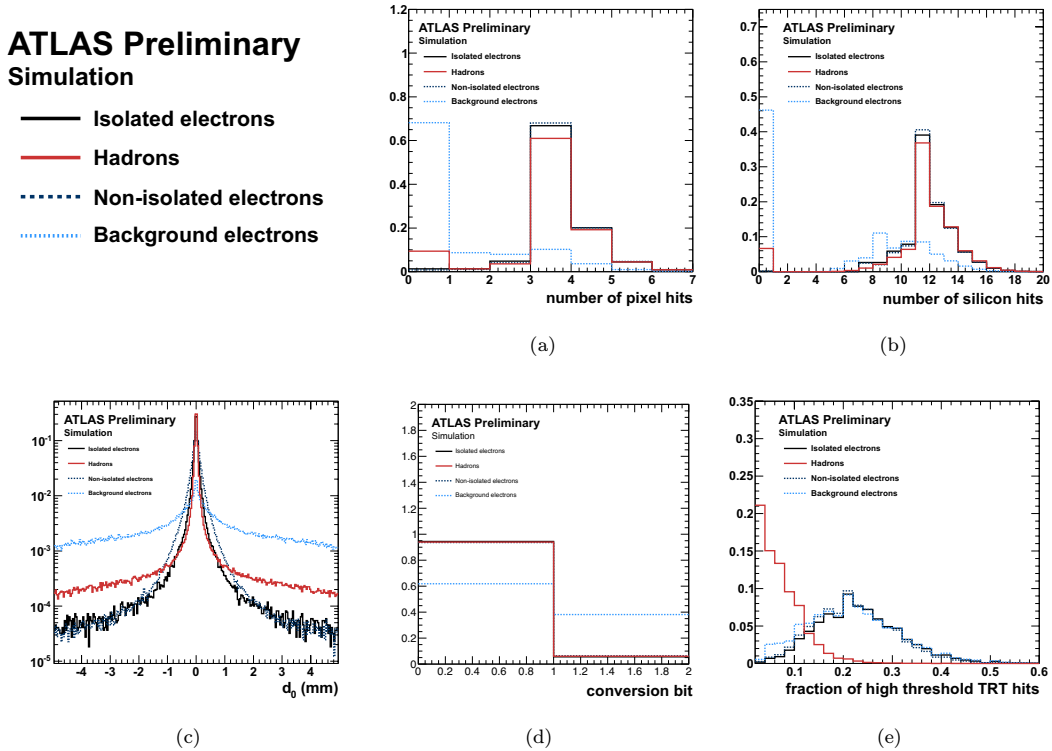 ATLAS Preliminary
Simulation
Isolated electrons
Hadrons
Non-isolated electrons
Background electrons
1.2
1
0.8
0.6
0.4
0.2
0
ATLAS Preliminary
Simulation
Isolated electrons
Hadrons
Non-isolated electrons
Background electrons
0 1 2 3 4 5 6 7
number of pixel hits
(a)
0.7
0.6
0.5
0.4
0.3
0.2
0.1
0
ATLAS Preliminary
Simulation
Isolated electrons
Hadrons
Non-isolated electrons
Background electrons
0 2 4 6 8 10 12 14 16 18 20
number of silicon hits
(b)
10⁻¹
10⁻²
10⁻³
10⁻⁴
10⁻⁵
ATLAS Preliminary
Simulation
Isolated electrons
Hadrons
Non-isolated electrons
Background electrons
-4 -3 -2 -1 0 1 2 3 4
d₀ (mm)
(c)
2
1.8
1.6
1.4
1.2
1
0.8
0.6
0.4
0.2
0
ATLAS Preliminary
Simulation
Isolated electrons
Hadrons
Non-isolated electrons
Background electrons
0 0.2 0.4 0.6 0.8 1 1.2 1.4 1.6 1.8 2
conversion bit
(d)
0.35
0.3
0.25
0.2
0.15
0.1
0.05
0
ATLAS Preliminary
Simulation
Isolated electrons
Hadrons
Non-isolated electrons
Background electrons
0.1 0.2 0.3 0.4 0.5 0.6
fraction of high threshold TRT hits
(e)